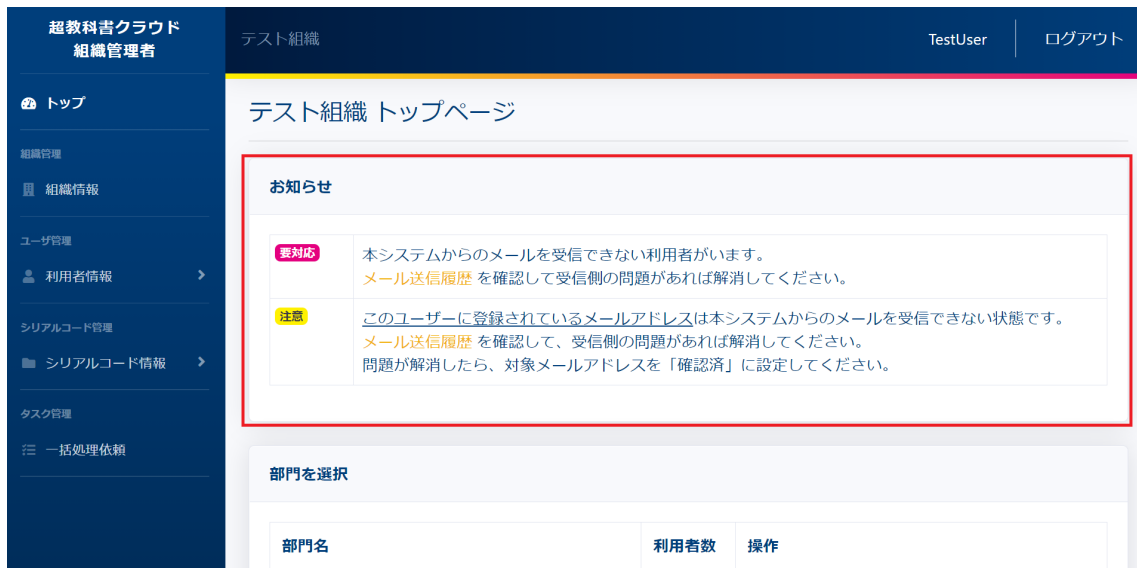 超教科書クラウド
組織管理者
テスト組織
TestUser
ログアウト
トップ
組織管理
組織情報
ユーザ管理
利用者情報
シリアルコード管理
シリアルコード情報
タスク管理
一括処理依頼
テスト組織 トップページ
お知らせ
要対応
本システムからのメールを受信できない利用者がいます。
メール送信履歴 を確認して受信側の問題があれば解消してください。
注意
このユーザーに登録されているメールアドレスは本システムからのメールを受信できない状態です。
メール送信履歴 を確認して、受信側の問題があれば解消してください。
問題が解消したら、対象メールアドレスを「確認済」に設定してください。
部門を選択
部門名
利用者数
操作